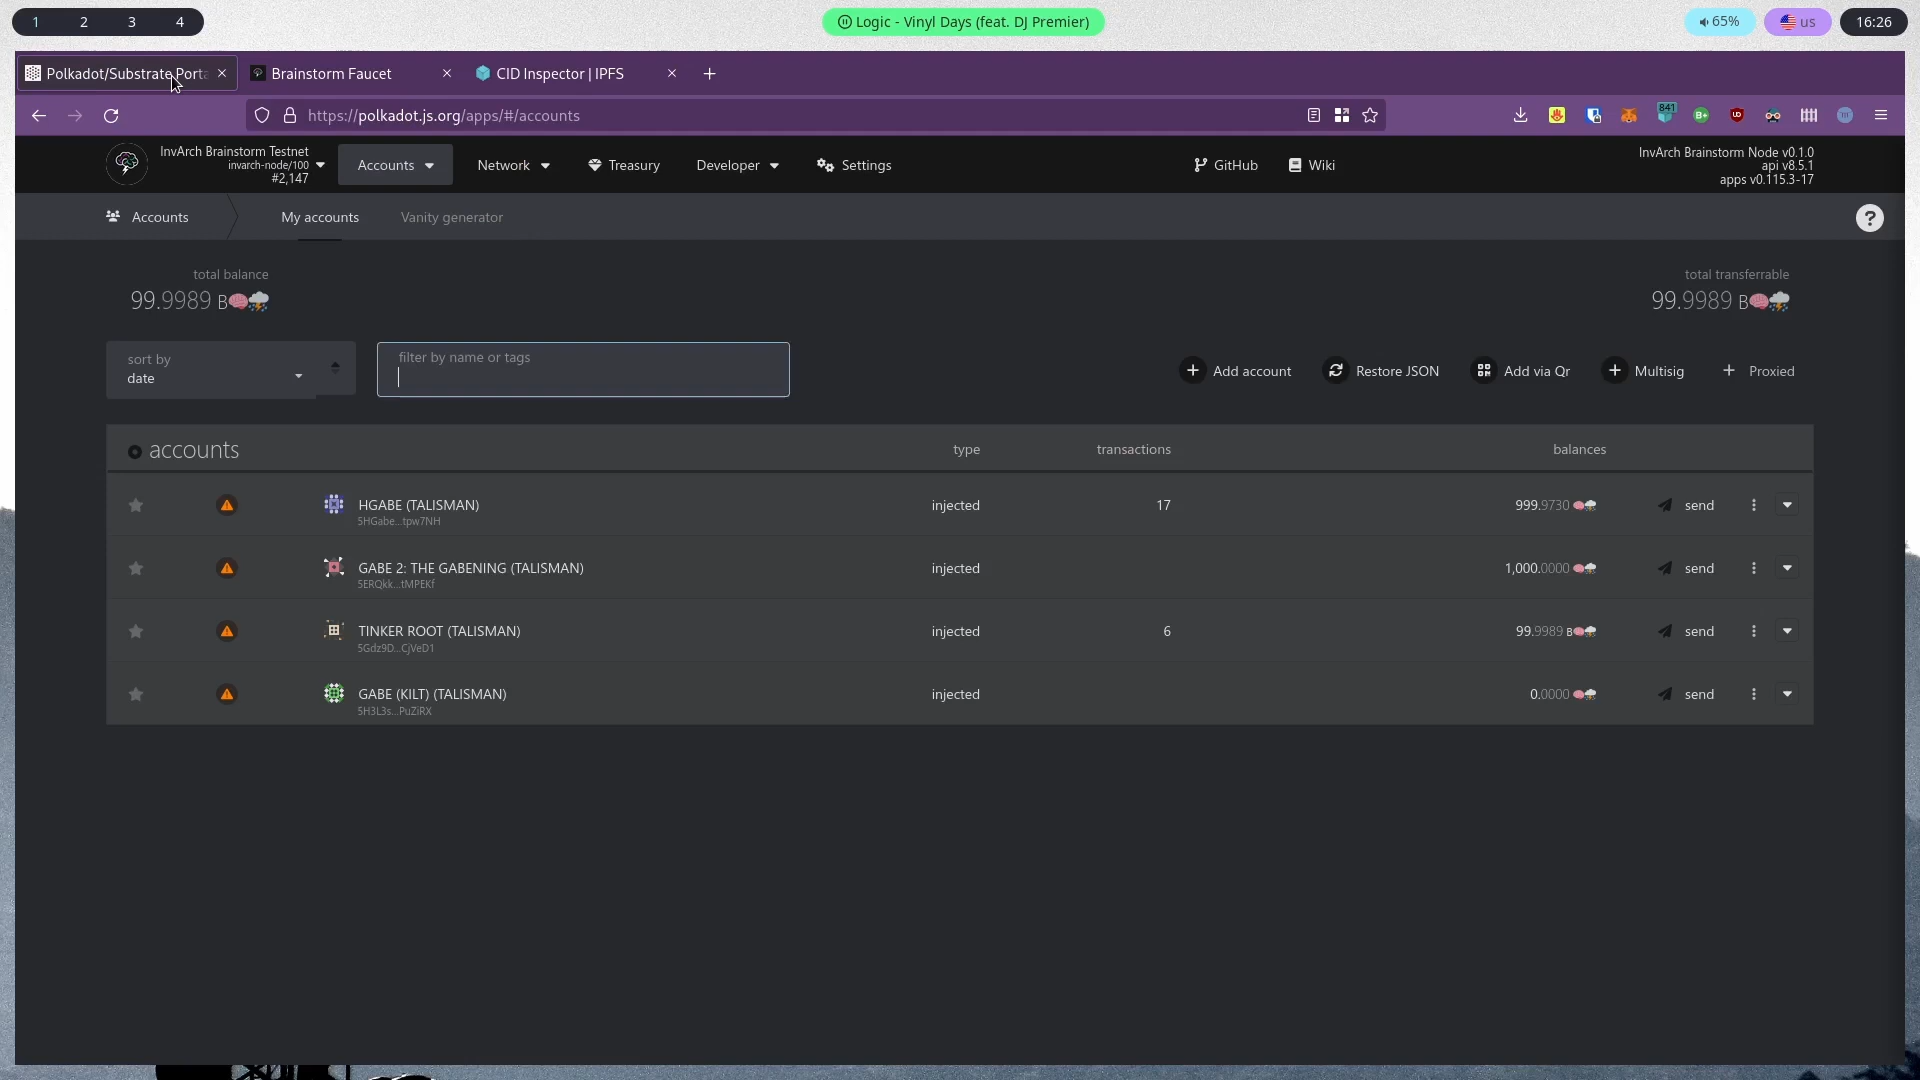 1 2 3 4
Logic - Vinyl Days (feat. DJ Premier)
65%
us
16:26
Polkadot/Substrate Porta
Brainstorm Faucet
CID Inspector | IPFS
https://polkadot.js.org/apps/#/accounts
841
InvArch Brainstorm Testnet
invarch-node/100
#2,147
Accounts
Network
Treasury
Developer
Settings
GitHub
Wiki
InvArch Brainstorm Node v0.1.0
api v8.5.1
apps v0.115.3-17
Accounts
My accounts
Vanity generator
?
total balance
99.9989 B🧠⛈️
total transferrable
99.9989 B🧠⛈️
sort by
date
filter by name or tags
Add account
Restore JSON
Add via Qr
Multisig
Proxied
accounts type transactions balances
HGABE (TALISMAN) injected 17 999.9730 🧠⛈️ send
5HGabe...tpw7NH
GABE 2: THE GABENING (TALISMAN) injected 1,000.0000 🧠⛈️ send
5ERQkk...tMPEKf
TINKER ROOT (TALISMAN) injected 6 99.9989 B🧠⛈️ send
5Gdz9D...CjVeD1
GABE (KILT) (TALISMAN) injected 0.0000 🧠⛈️ send
5H3L3s...PuZiRX